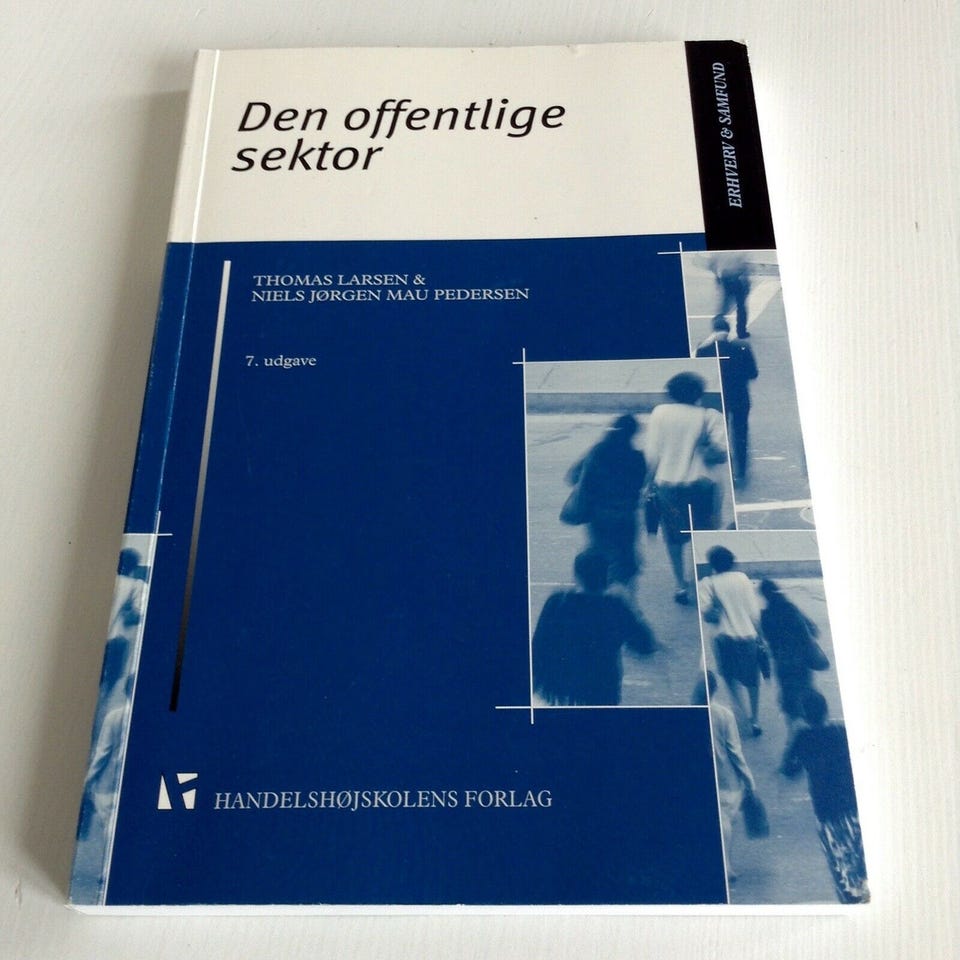 Den offentlige
sektor
ERHVERV & SAMFUND
THOMAS LARSEN &
NIELS JØRGEN MAU PEDERSEN
7. udgave
HANDELSHØJSKOLENS FORLAG